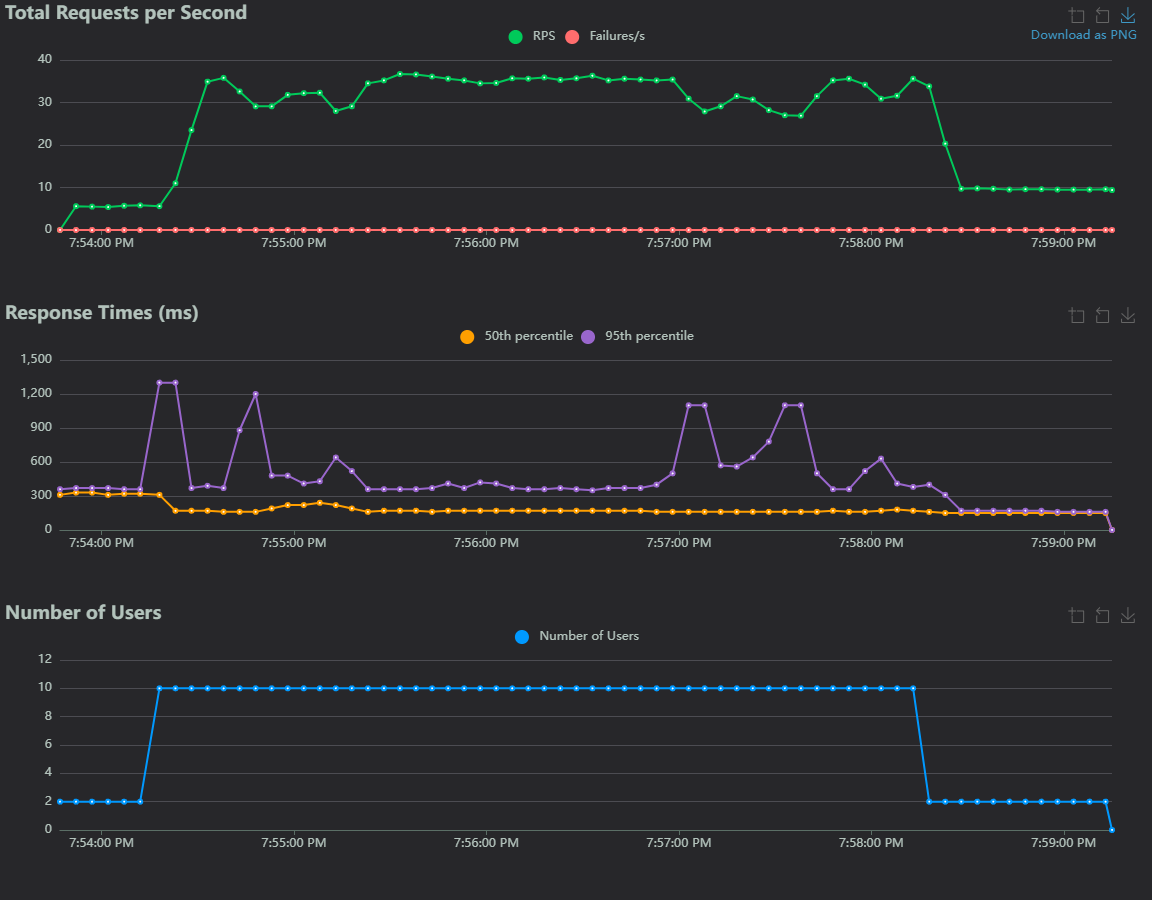 Total Requests per Second
Download as PNG
RPS Failures/s
40
30
20
10
0
7:54:00 PM 7:55:00 PM 7:56:00 PM 7:57:00 PM 7:58:00 PM 7:59:00 PM
Response Times (ms)
50th percentile 95th percentile
1,500
1,200
900
600
300
0
7:54:00 PM 7:55:00 PM 7:56:00 PM 7:57:00 PM 7:58:00 PM 7:59:00 PM
Number of Users
Number of Users
12
10
8
6
4
2
0
7:54:00 PM 7:55:00 PM 7:56:00 PM 7:57:00 PM 7:58:00 PM 7:59:00 PM